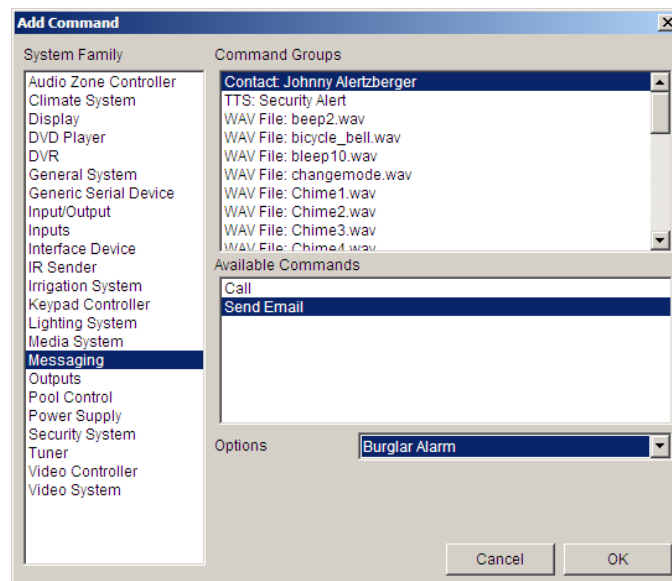 Add Command
System Family
Audio Zone Controller
Climate System
Display
DVD Player
DVR
General System
Generic Serial Device
Input/Output
Inputs
Interface Device
IR Sender
Irrigation System
Keypad Controller
Lighting System
Media System
Messaging
Outputs
Pool Control
Power Supply
Security System
Tuner
Video Controller
Video System
Command Groups
Contact: Johnny Alertzberger
TTS: Security Alert
WAV File: beep2.wav
WAV File: bicycle_bell.wav
WAV File: bleep10.wav
WAV File: changemode.wav
WAV File: Chime1.wav
WAV File: Chime2.wav
WAV File: Chime3.wav
WAV File: Chime4.wav
Available Commands
Call
Send Email
Options
Burglar Alarm
Cancel
OK